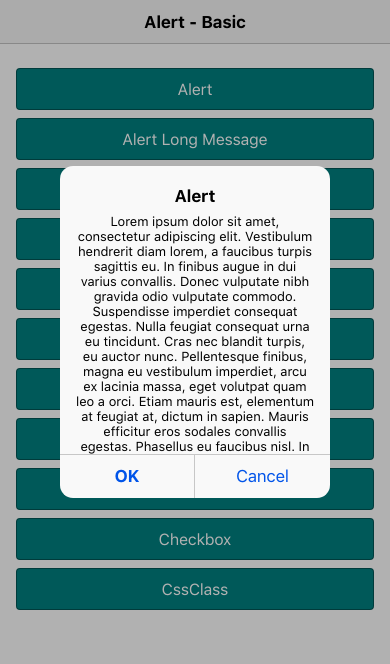 Alert - Basic
Alert
Alert Long Message
Alert
Lorem ipsum dolor sit amet,
consectetur adipiscing elit. Vestibulum
hendrerit diam lorem, a faucibus turpis
sagittis eu. In finibus augue in dui
varius convallis. Donec vulputate nibh
gravida odio vulputate commodo.
Suspendisse imperdiet consequat
egestas. Nulla feugiat consequat urna
eu tincidunt. Cras nec blandit turpis,
eu auctor nunc. Pellentesque finibus,
magna eu vestibulum imperdiet, arcu
ex lacinia massa, eget volutpat quam
leo a orci. Etiam mauris est, elementum
at feugiat at, dictum in sapien. Mauris
efficitur eros sodales convallis
egestas. Phasellus eu faucibus nisl. In
OK Cancel
Checkbox
CssClass